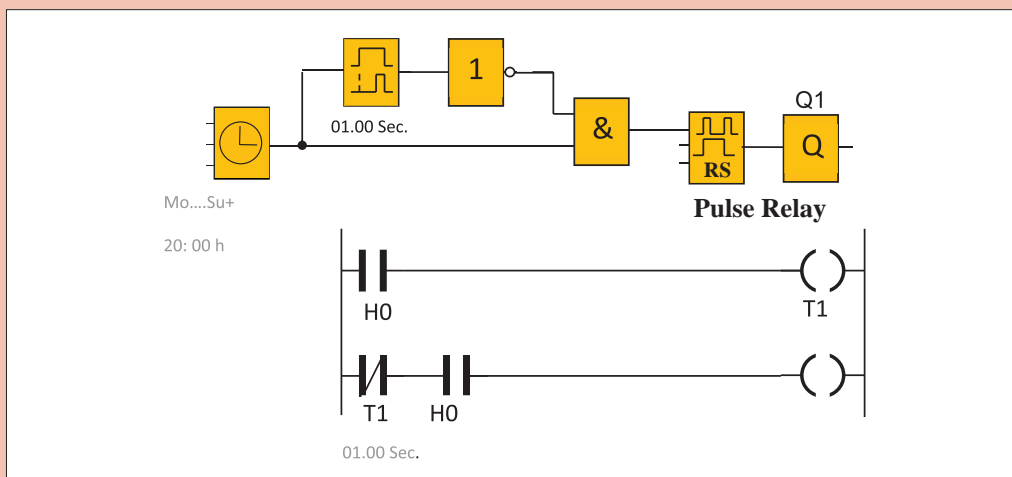 Q1
1
&
Q
01.00 Sec.
RS
Mo....Su+
Pulse Relay
20: 00 h
H0
T1
T1
H0
01.00 Sec.